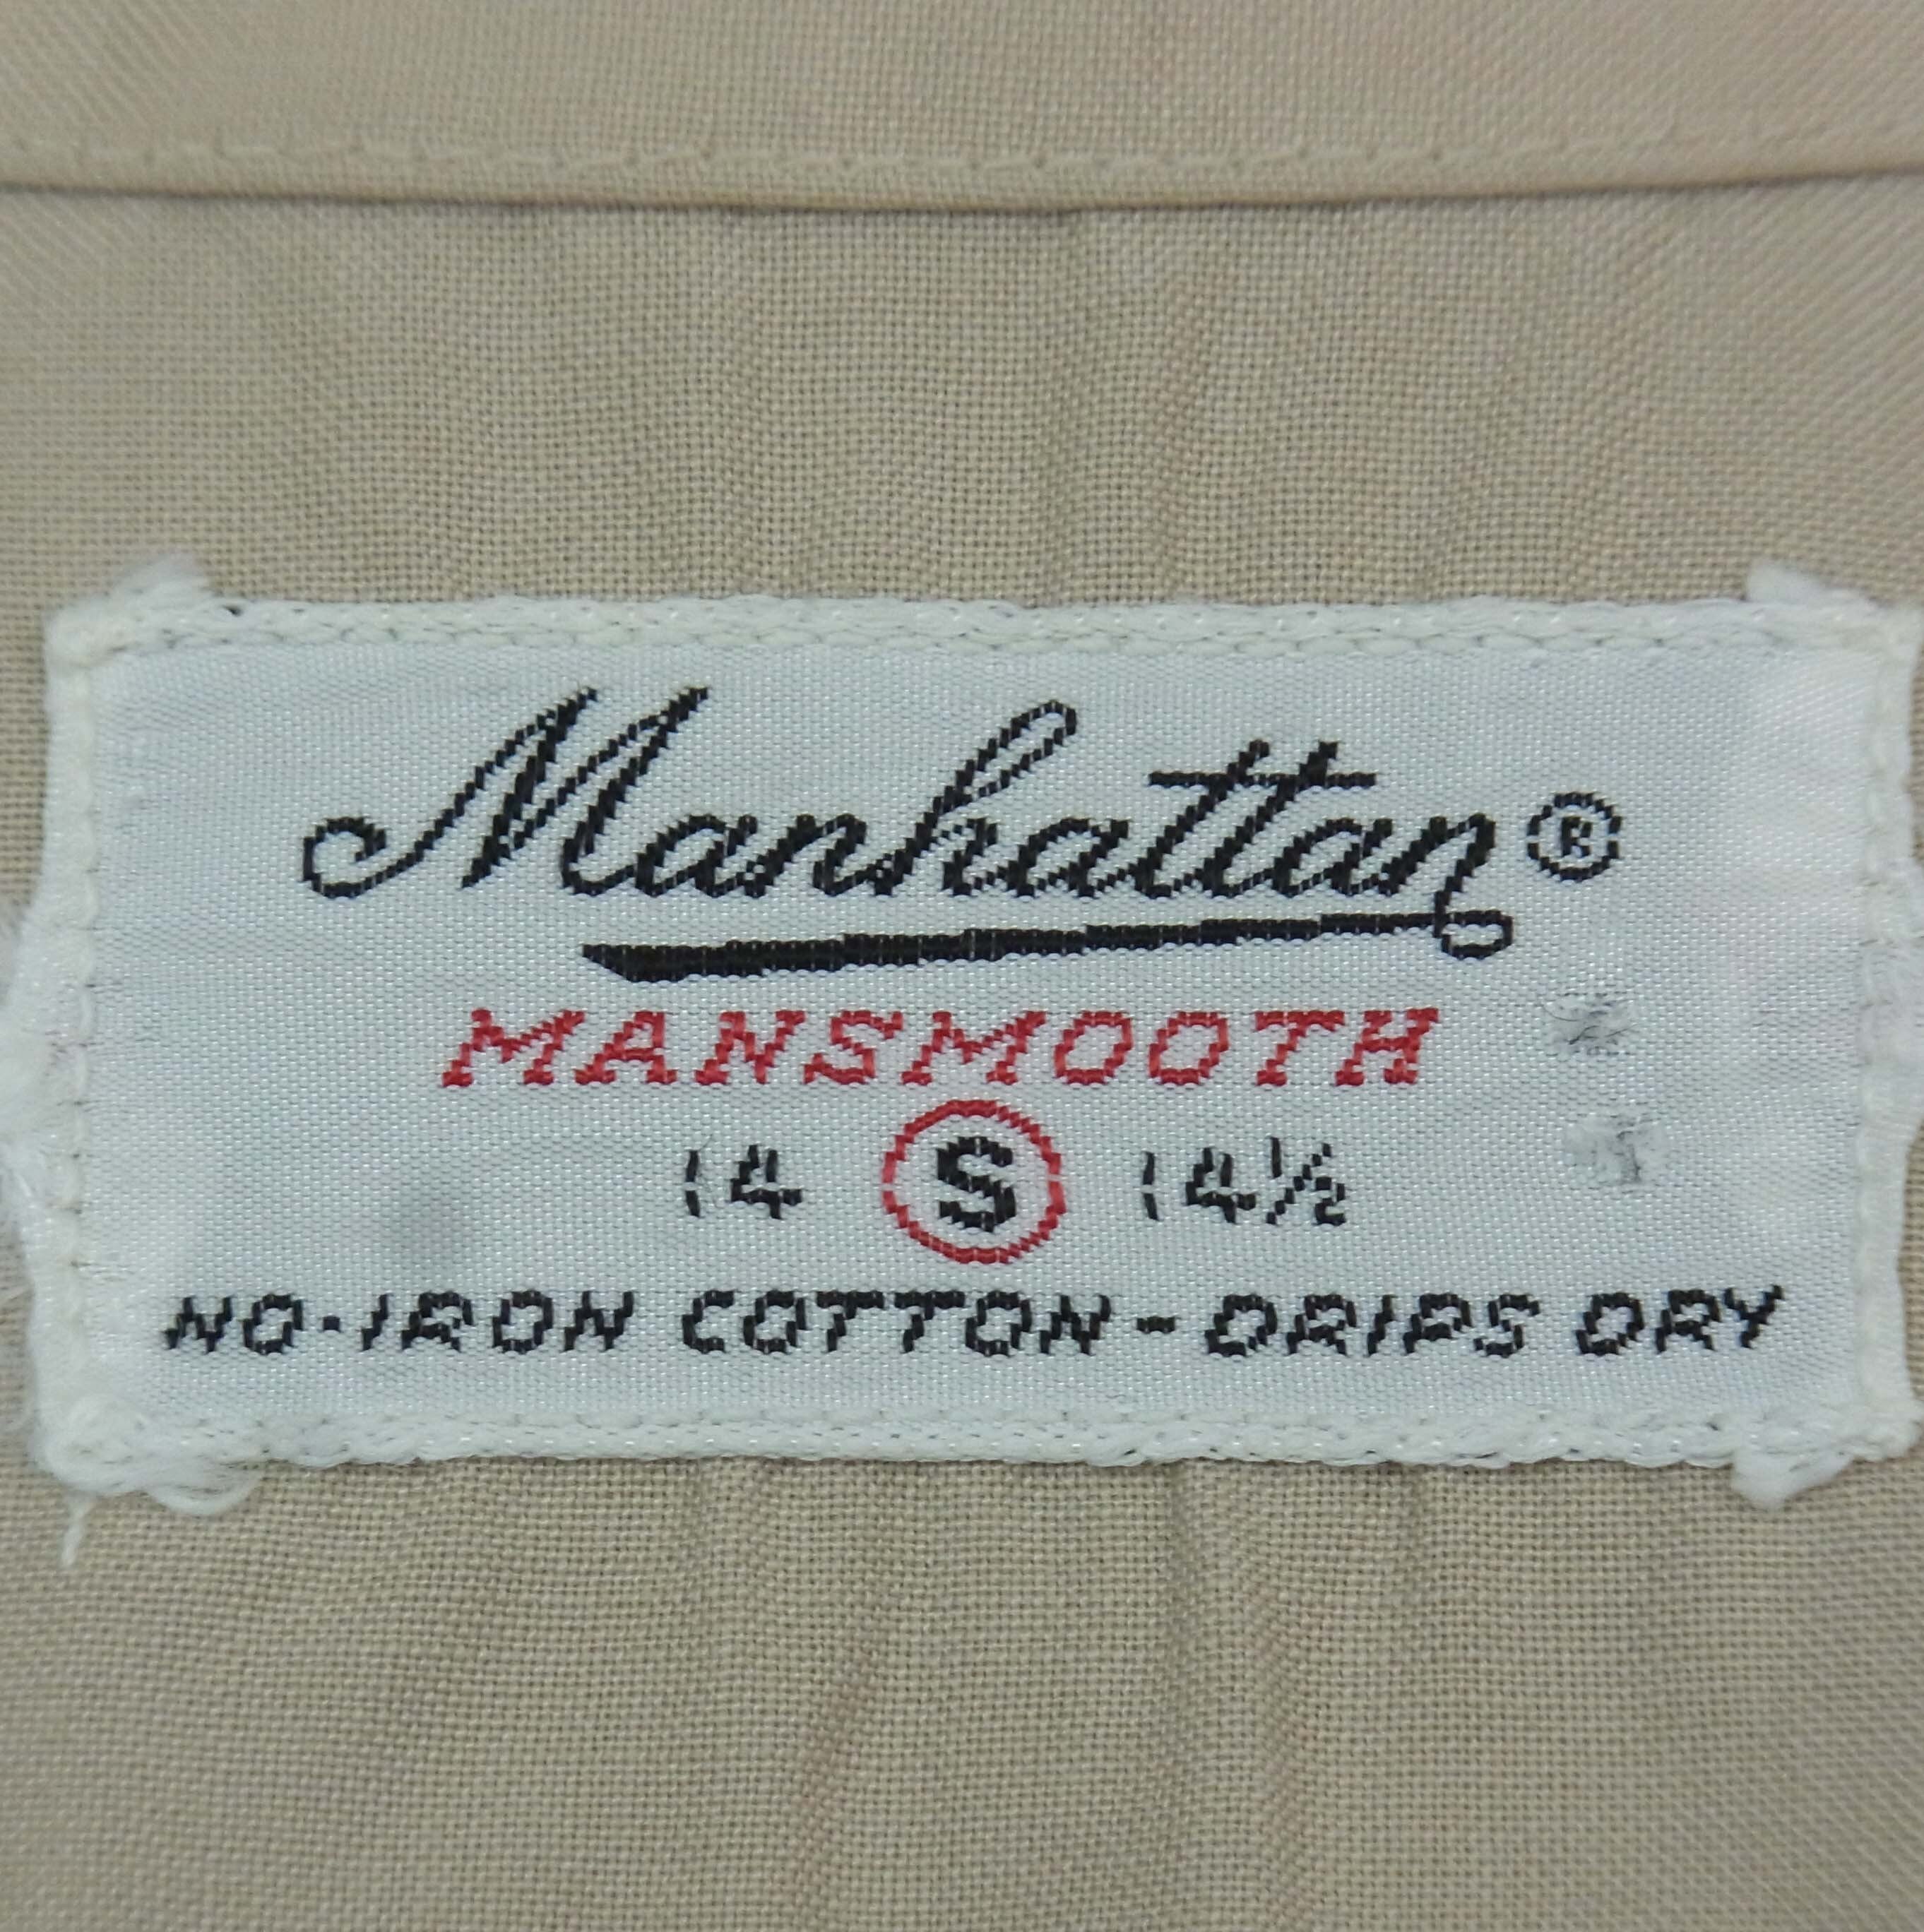 Manhattan®
MANSMOOTH
14 S 14½
NO-IRON COTTON-DRIPS DRY